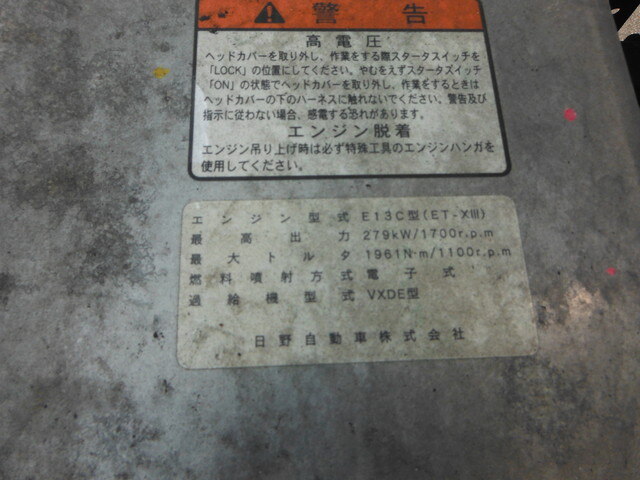 警告
高電圧
ヘッドカバーを取り外し、作業をする際スタータスイッチを
「LOCK」の位置にしてください。やむをえずスタータスイッチ
「ON」の状態でヘッドカバーを取り外し、作業をするときは
ヘッドカバーの下のハーネスに触れないでください。警告及び
指示に従わない場合、感電する恐れがあります。
エンジン脱着
エンジン吊り上げ時は必ず特殊工具のエンジンハンガを
使用してください。
エンジン型式 E13C型(ET-XIII)
最高出力 279kW/1700r.p.m
最大トルク 1961N·m/1100r.p.m
燃料噴射方式 電子式
過給機型式 VXDE型
日野自動車株式会社